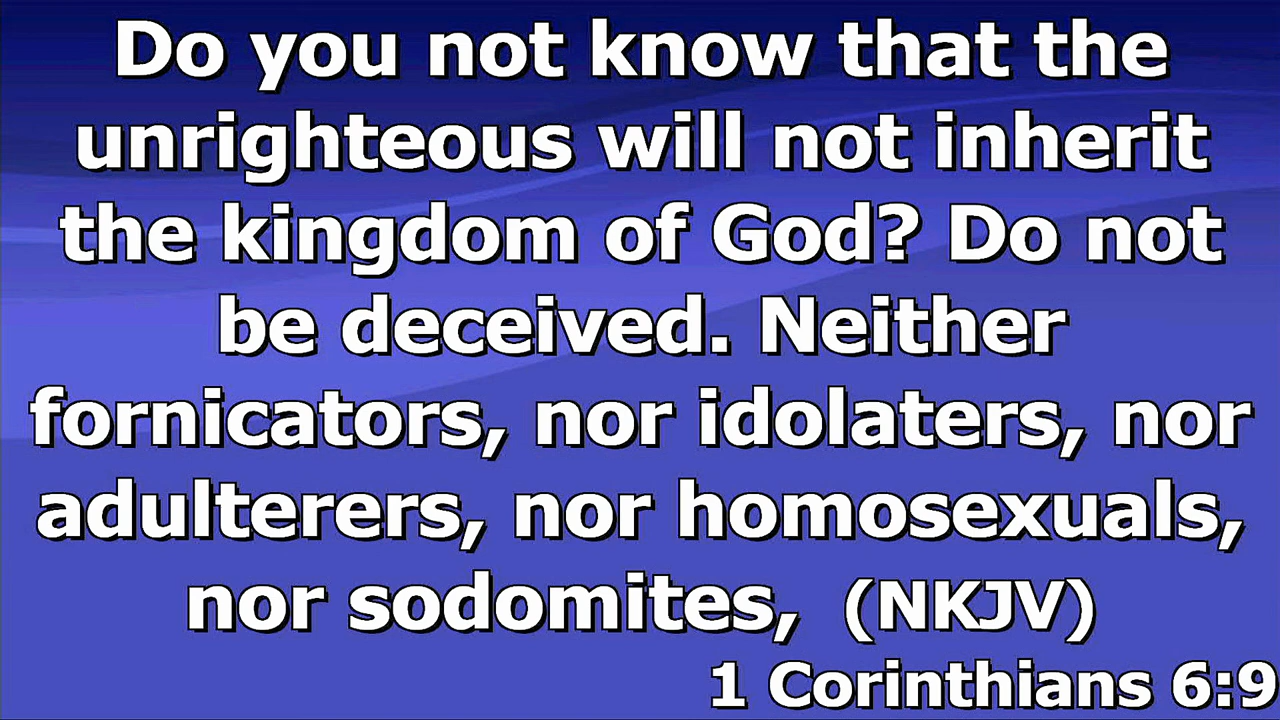 Do you not know that the
unrighteous will not inherit
the kingdom of God? Do not
be deceived. Neither
fornicators, nor idolaters, nor
adulterers, nor homosexuals,
nor sodomites, (NKJV)
1 Corinthians 6:9